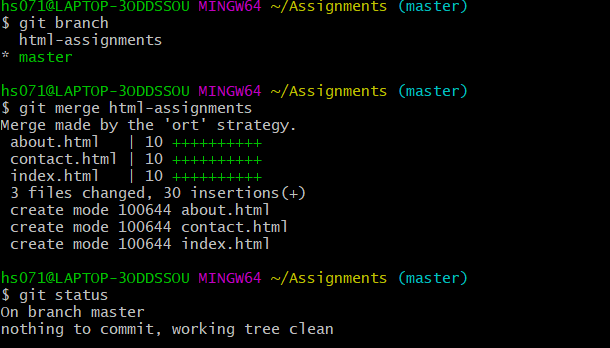 hs071@LAPTOP-3ODDSSOU MINGW64 ~/Assignments (master)
$ git branch
  html-assignments
* master

hs071@LAPTOP-3ODDSSOU MINGW64 ~/Assignments (master)
$ git merge html-assignments
Merge made by the 'ort' strategy.
 about.html   | 10 ++++++++++
 contact.html | 10 ++++++++++
 index.html   | 10 ++++++++++
 3 files changed, 30 insertions(+)
 create mode 100644 about.html
 create mode 100644 contact.html
 create mode 100644 index.html

hs071@LAPTOP-3ODDSSOU MINGW64 ~/Assignments (master)
$ git status
On branch master
nothing to commit, working tree clean